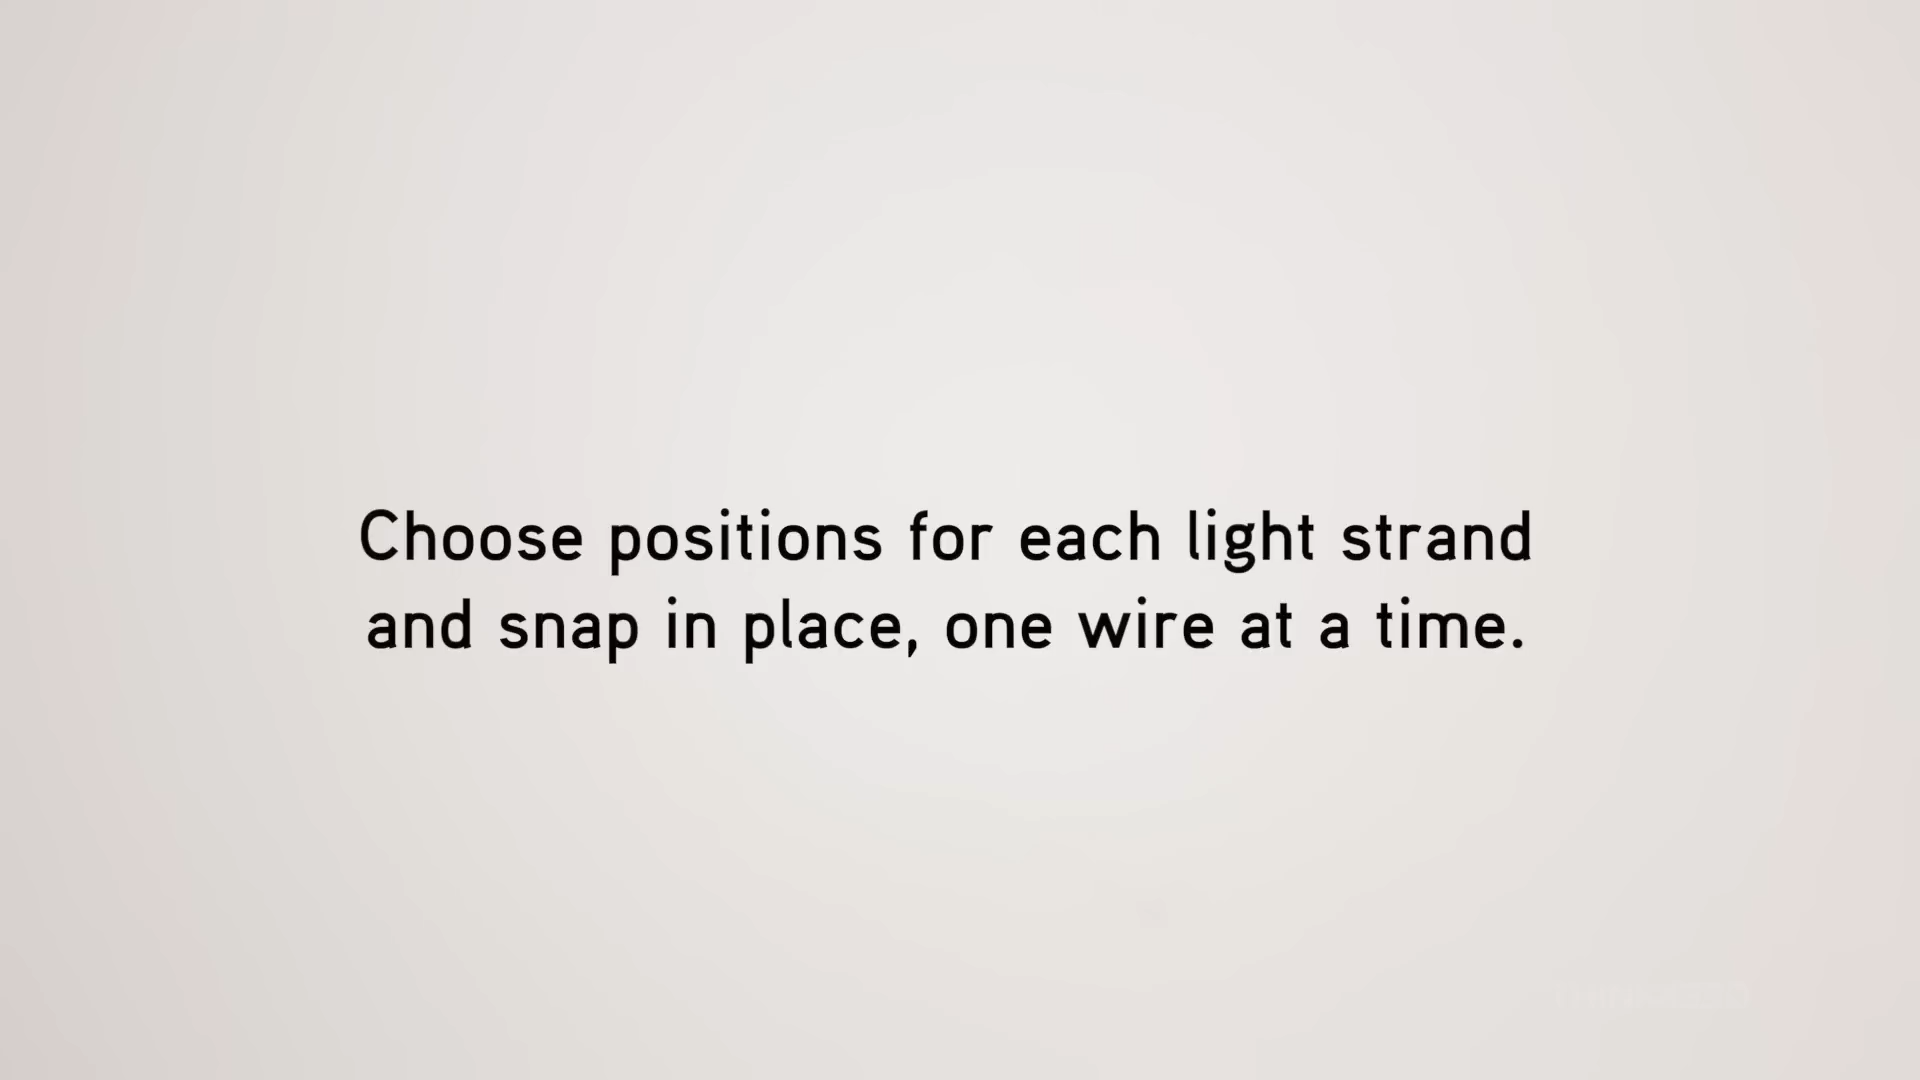 Choose positions for each light strand
and snap in place, one wire at a time.